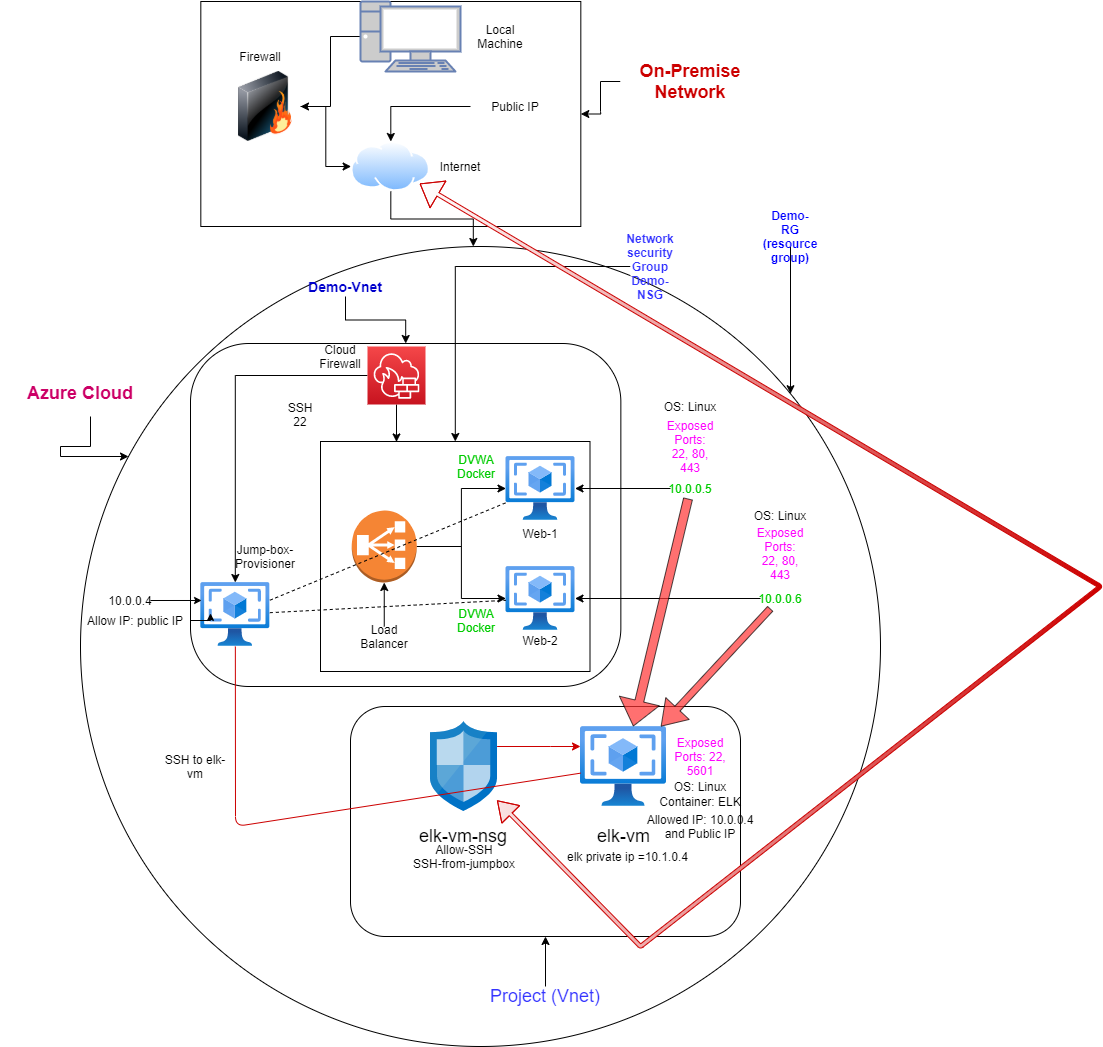 Local
Machine
Firewall
On-Premise
Network
Public IP
Internet
Demo-
RG
(resource
group)
Network
security
Group
Demo-
NSG
Demo-Vnet
Cloud
Firewall
Azure Cloud
SSH
22
OS: Linux
Exposed
Ports:
22, 80,
443
10.0.0.5
DVWA
Docker
Web-1
OS: Linux
Exposed
Ports:
22, 80,
443
10.0.0.6
Jump-box-
Provisioner
10.0.0.4
Allow IP: public IP
DVWA
Docker
Load
Balancer
Web-2
SSH to elk-
vm
Exposed
Ports: 22,
5601
OS: Linux
Container: ELK
Allowed IP: 10.0.0.4
and Public IP
elk-vm-nsg
Allow-SSH
SSH-from-jumpbox
elk-vm
elk private ip =10.1.0.4
Project (Vnet)